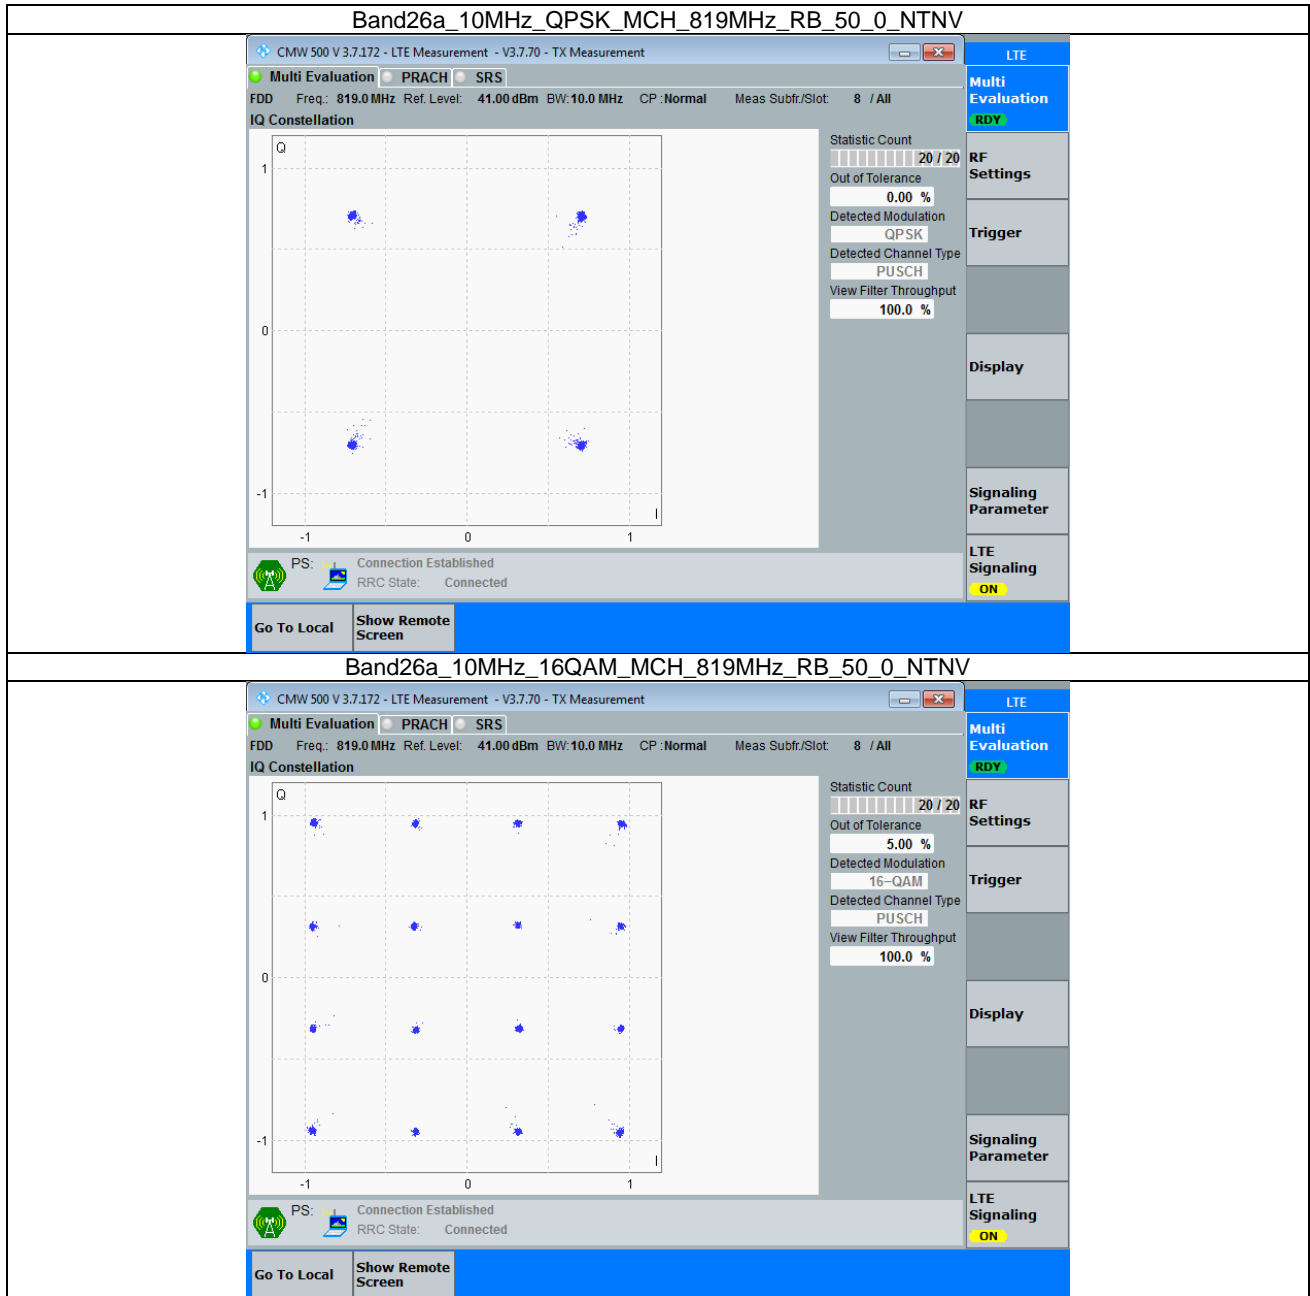 Band26a_10MHz_QPSK_MCH_819MHz_RB_50_0_NTNV
CMW 500 V 3.7.172 - LTE Measurement - V3.7.70 - TX Measurement
LTE
Multi Evaluation PRACH SRS
Multi
Evaluation
RDY
FDD Freq.: 819.0 MHz Ref. Level: 41.00 dBm BW: 10.0 MHz CP : Normal Meas Subfr./Slot: 8 / All
IQ Constellation
Q
1
0
-1
I
-1 0 1
Statistic Count
20 / 20
Out of Tolerance
0.00 %
Detected Modulation
QPSK
Detected Channel Type
PUSCH
View Filter Throughput
100.0 %
RF
Settings
Trigger
Display
Signaling
Parameter
LTE
Signaling
ON
PS: Connection Established
RRC State: Connected
Go To Local
Show Remote
Screen
Band26a_10MHz_16QAM_MCH_819MHz_RB_50_0_NTNV
CMW 500 V 3.7.172 - LTE Measurement - V3.7.70 - TX Measurement
LTE
Multi Evaluation PRACH SRS
Multi
Evaluation
RDY
FDD Freq.: 819.0 MHz Ref. Level: 41.00 dBm BW: 10.0 MHz CP : Normal Meas Subfr./Slot: 8 / All
IQ Constellation
Q
1
0
-1
I
-1 0 1
Statistic Count
20 / 20
Out of Tolerance
5.00 %
Detected Modulation
16-QAM
Detected Channel Type
PUSCH
View Filter Throughput
100.0 %
RF
Settings
Trigger
Display
Signaling
Parameter
LTE
Signaling
ON
PS: Connection Established
RRC State: Connected
Go To Local
Show Remote
Screen